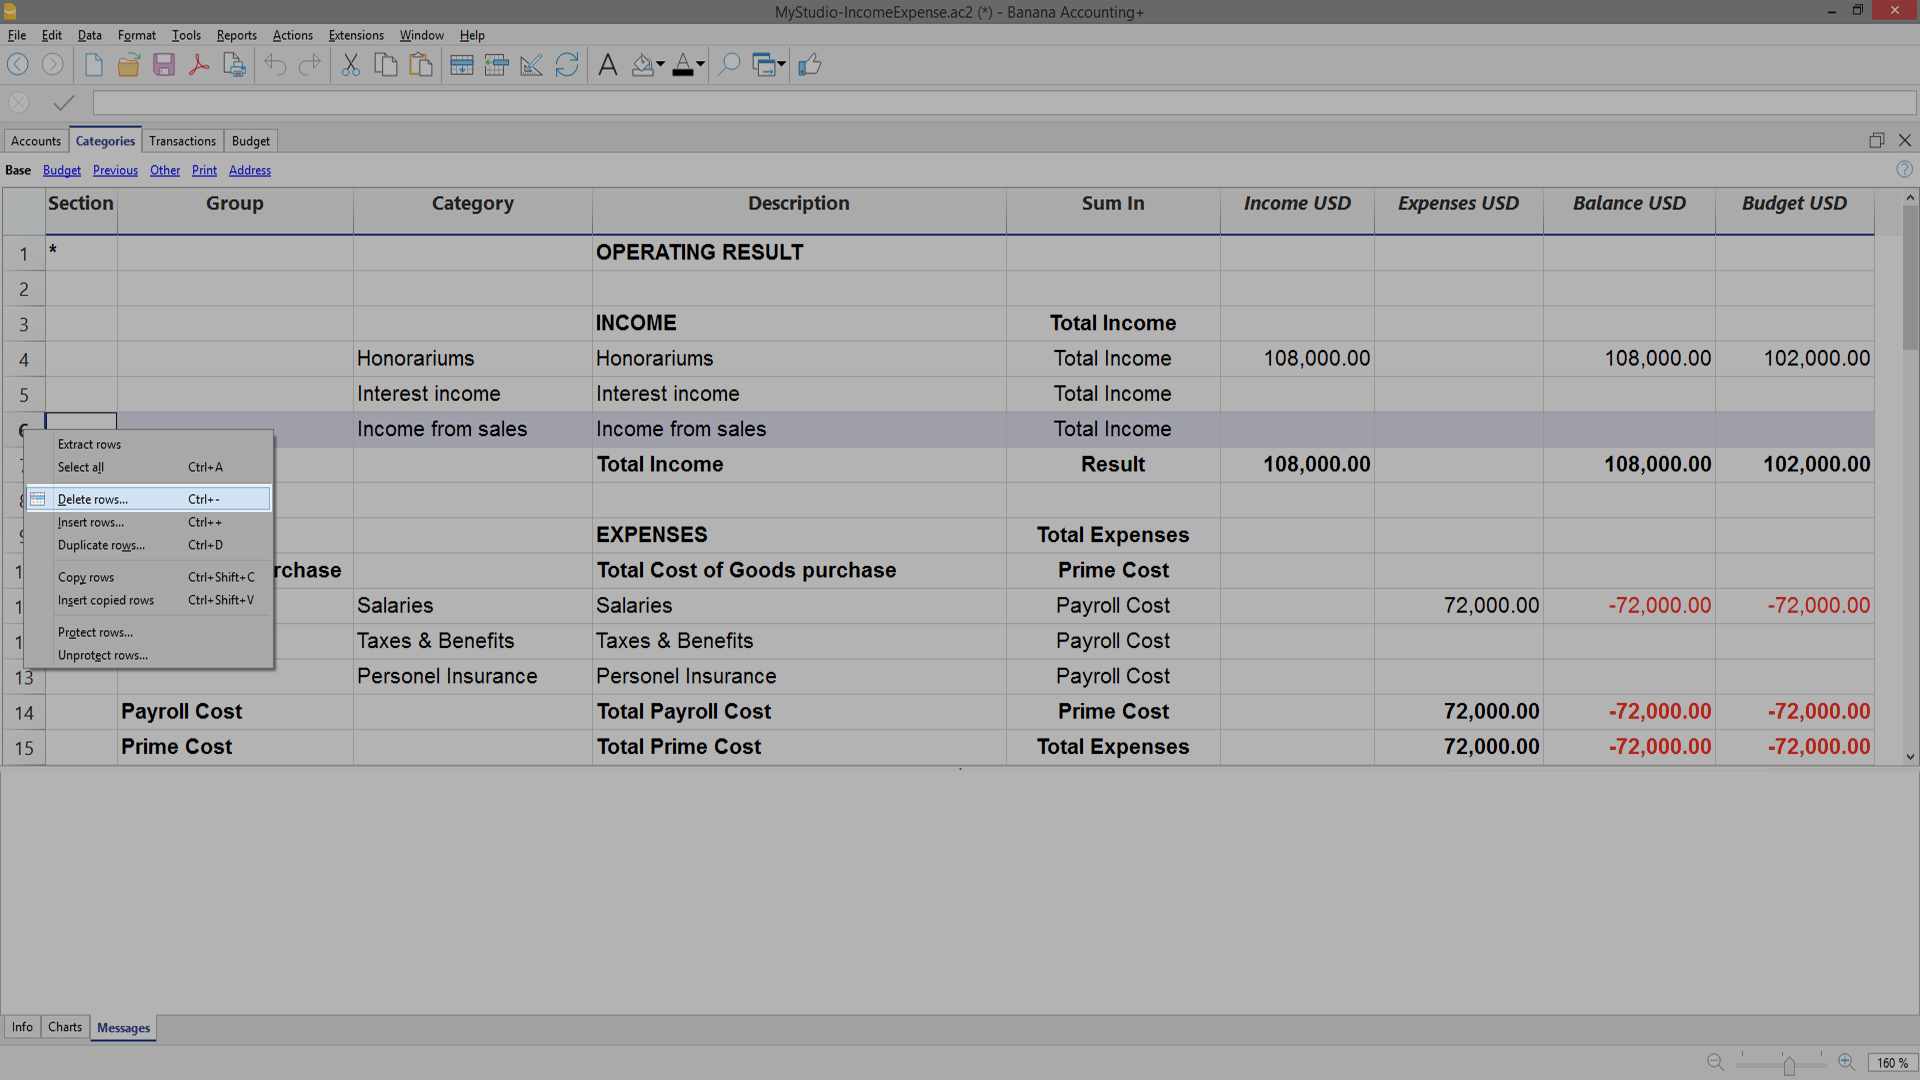 MyStudio-IncomeExpense.ac2 (*) - Banana Accounting+
File Edit Data Format Tools Reports Actions Extensions Window Help
Accounts Categories Transactions Budget
Base Budget Previous Other Print Address
Section Group Category Description Sum In Income USD Expenses USD Balance USD Budget USD
1 * OPERATING RESULT
2
3 INCOME Total Income
4 Honorariums Honorariums Total Income 108,000.00 108,000.00 102,000.00
5 Interest income Interest income Total Income
Income from sales Income from sales Total Income
Total Income Result 108,000.00 108,000.00 102,000.00
EXPENSES Total Expenses
rchase Total Cost of Goods purchase Prime Cost
Salaries Salaries Payroll Cost 72,000.00 -72,000.00 -72,000.00
Taxes & Benefits Taxes & Benefits Payroll Cost
13 Personel Insurance Personel Insurance Payroll Cost
14 Payroll Cost Total Payroll Cost Prime Cost 72,000.00 -72,000.00 -72,000.00
15 Prime Cost Total Prime Cost Total Expenses 72,000.00 -72,000.00 -72,000.00
Extract rows
Select all Ctrl+A
Delete rows... Ctrl+-
Insert rows... Ctrl++
Duplicate rows... Ctrl+D
Copy rows Ctrl+Shift+C
Insert copied rows Ctrl+Shift+V
Protect rows...
Unprotect rows...
Info Charts Messages
160 %